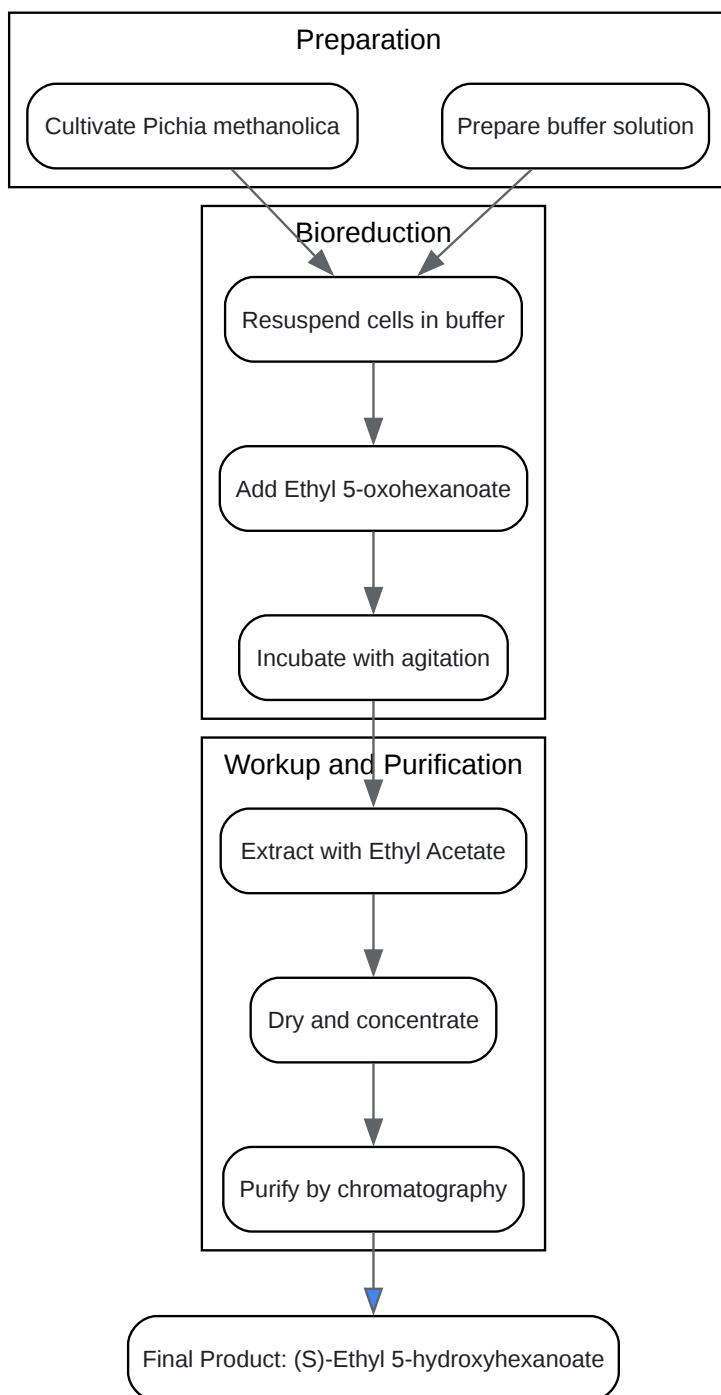 Preparation
Cultivate Pichia methanolica
Prepare buffer solution
Bioreduction
Resuspend cells in buffer
Add Ethyl 5-oxohexanoate
Incubate with agitation
Workup and Purification
Extract with Ethyl Acetate
Dry and concentrate
Purify by chromatography
Final Product: (S)-Ethyl 5-hydroxyhexanoate